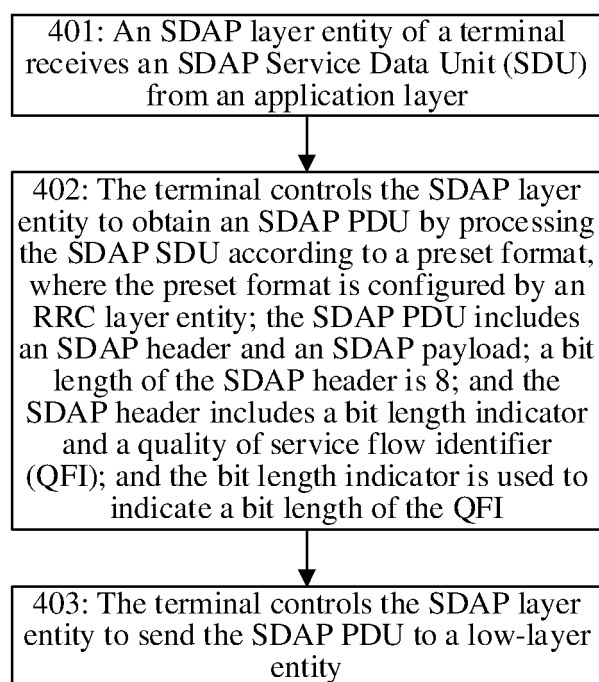 401: An SDAP layer entity of a terminal
receives an SDAP Service Data Unit (SDU)
from an application layer
402: The terminal controls the SDAP layer
entity to obtain an SDAP PDU by processing
the SDAP SDU according to a preset format,
where the preset format is configured by an
RRC layer entity; the SDAP PDU includes
an SDAP header and an SDAP payload; a bit
length of the SDAP header is 8; and the
SDAP header includes a bit length indicator
and a quality of service flow identifier
(QFI); and the bit length indicator is used to
indicate a bit length of the QFI
403: The terminal controls the SDAP layer
entity to send the SDAP PDU to a low-layer
entity